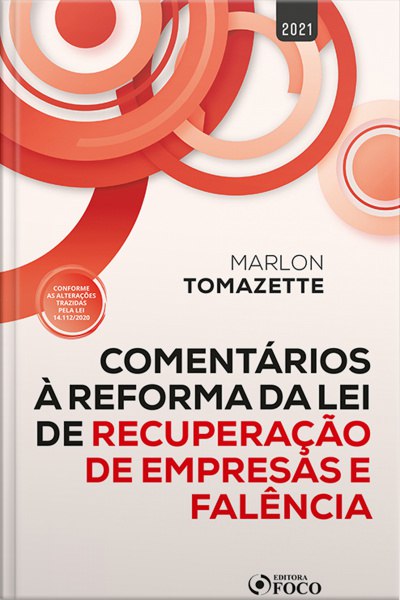 2021
MARLON
TOMAZETTE
CONFORME
AS ALTERAÇÕES
TRAZIDAS
PELA LEI
14.112/2020
COMENTÁRIOS
À REFORMA DA LEI
DE RECUPERAÇÃO
DE EMPRESAS E
FALÊNCIA
EDITORA
FOCO